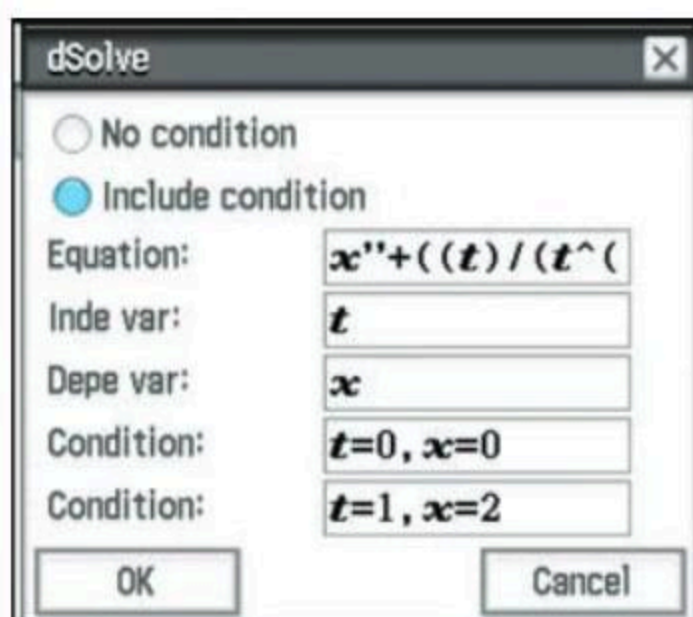 dSolve
No condition
Include condition
Equation: x''+((t)/(t^(
Inde var: t
Depe var: x
Condition: t=0, x=0
Condition: t=1, x=2
OK Cancel